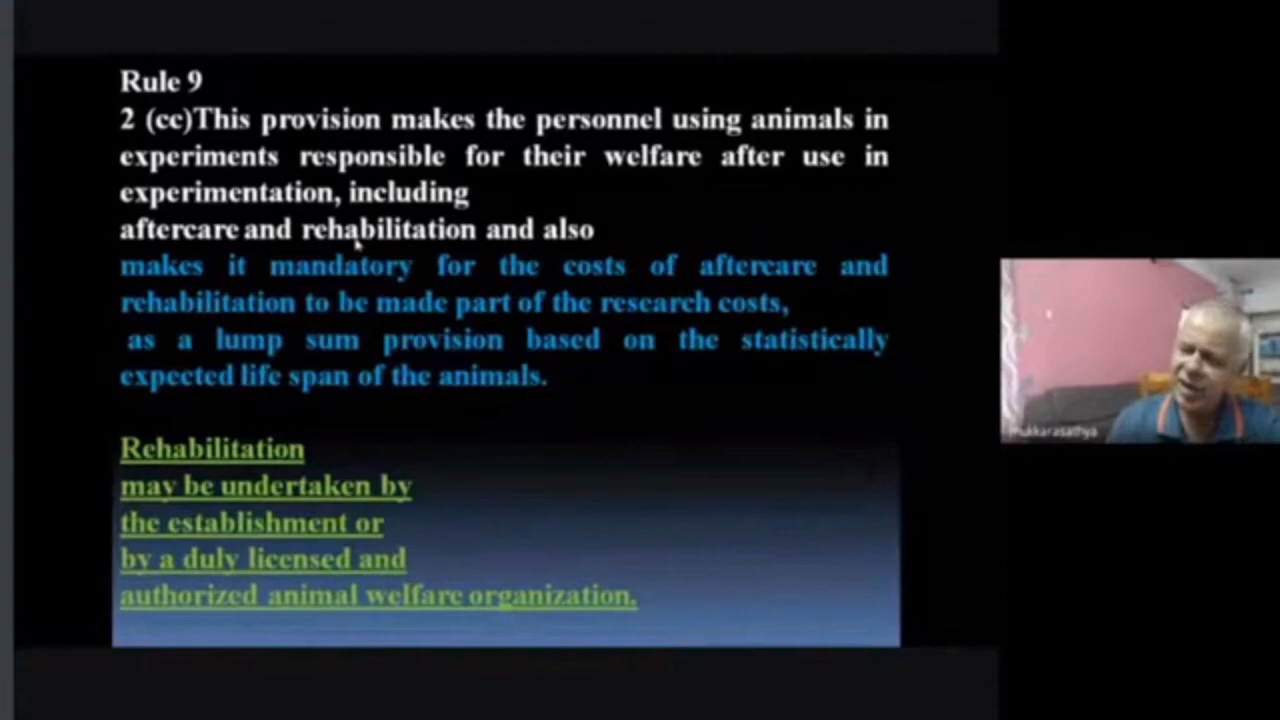 Rule 9
2 (cc)This provision makes the personnel using animals in
experiments responsible for their welfare after use in
experimentation, including
aftercare and rehabilitation and also
makes it mandatory for the costs of aftercare and
rehabilitation to be made part of the research costs,
as a lump sum provision based on the statistically
expected life span of the animals.
Rehabilitation
may be undertaken by
the establishment or
by a duly licensed and
authorized animal welfare organization.